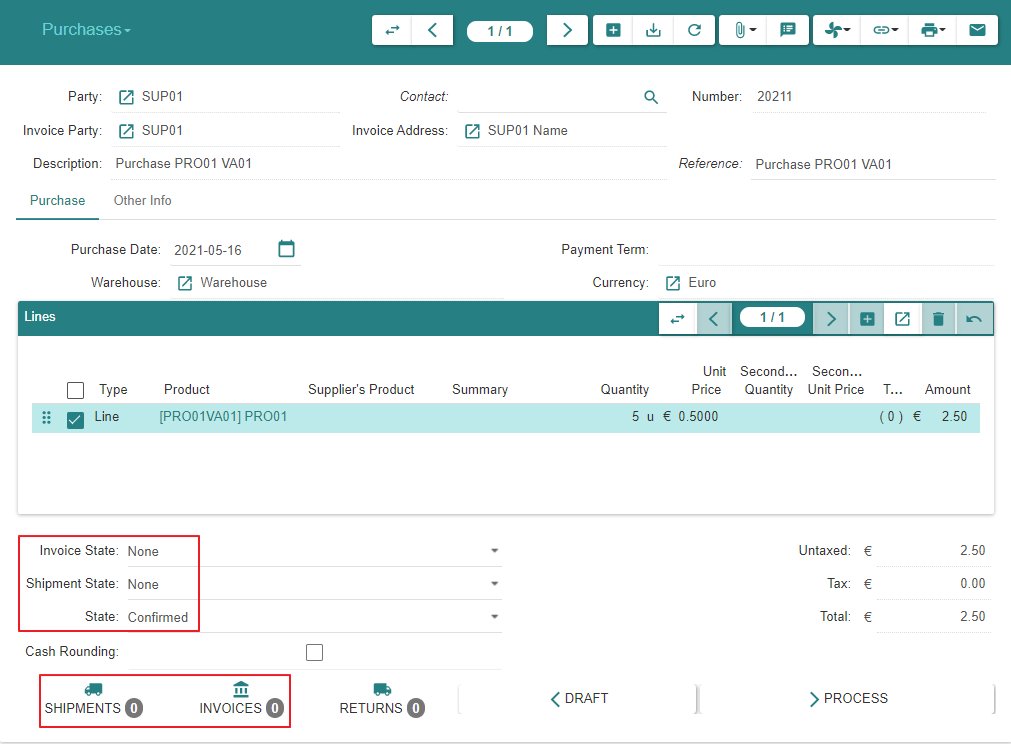 Purchases
1 / 1
Party: SUP01 Contact: Number: 20211
Invoice Party: SUP01 Invoice Address: SUP01 Name
Description: Purchase PRO01 VA01 Reference: Purchase PRO01 VA01
Purchase Other Info
Purchase Date: 2021-05-16 Payment Term:
Warehouse: Warehouse Currency: Euro
Lines 1 / 1
Type Product Supplier's Product Summary Quantity Unit Price Second... Quantity Secon... Unit Price T... Amount
Line [PRO01VA01] PRO01 5 u € 0.5000 ( 0 ) € 2.50
Invoice State: None Untaxed: € 2.50
Shipment State: None Tax: € 0.00
State: Confirmed Total: € 2.50
Cash Rounding:
SHIPMENTS 0 INVOICES 0 RETURNS 0 DRAFT PROCESS